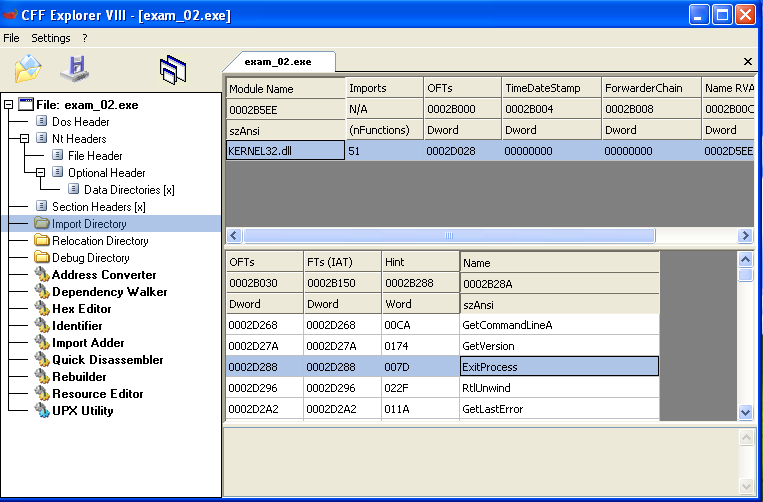 CFF Explorer VIII - [exam_02.exe]
File Settings ?
exam_02.exe
File: exam_02.exe
Dos Header
Nt Headers
File Header
Optional Header
Data Directories [x]
Section Headers [x]
Import Directory
Relocation Directory
Debug Directory
Address Converter
Dependency Walker
Hex Editor
Identifier
Import Adder
Quick Disassembler
Rebuilder
Resource Editor
UPX Utility
Module Name Imports OFTs TimeDateStamp ForwarderChain Name RVA
0002B5EE N/A 0002B000 0002B004 0002B008 0002B00C
szAnsi (nFunctions) Dword Dword Dword Dword
KERNEL32.dll 51 0002D028 00000000 00000000 0002D5EE
OFTs FTs (IAT) Hint Name
0002B030 0002B150 0002B288 0002B28A
Dword Dword Word szAnsi
0002D268 0002D268 00CA GetCommandLineA
0002D27A 0002D27A 0174 GetVersion
0002D288 0002D288 007D ExitProcess
0002D296 0002D296 022F RtlUnwind
0002D2A2 0002D2A2 011A GetLastError